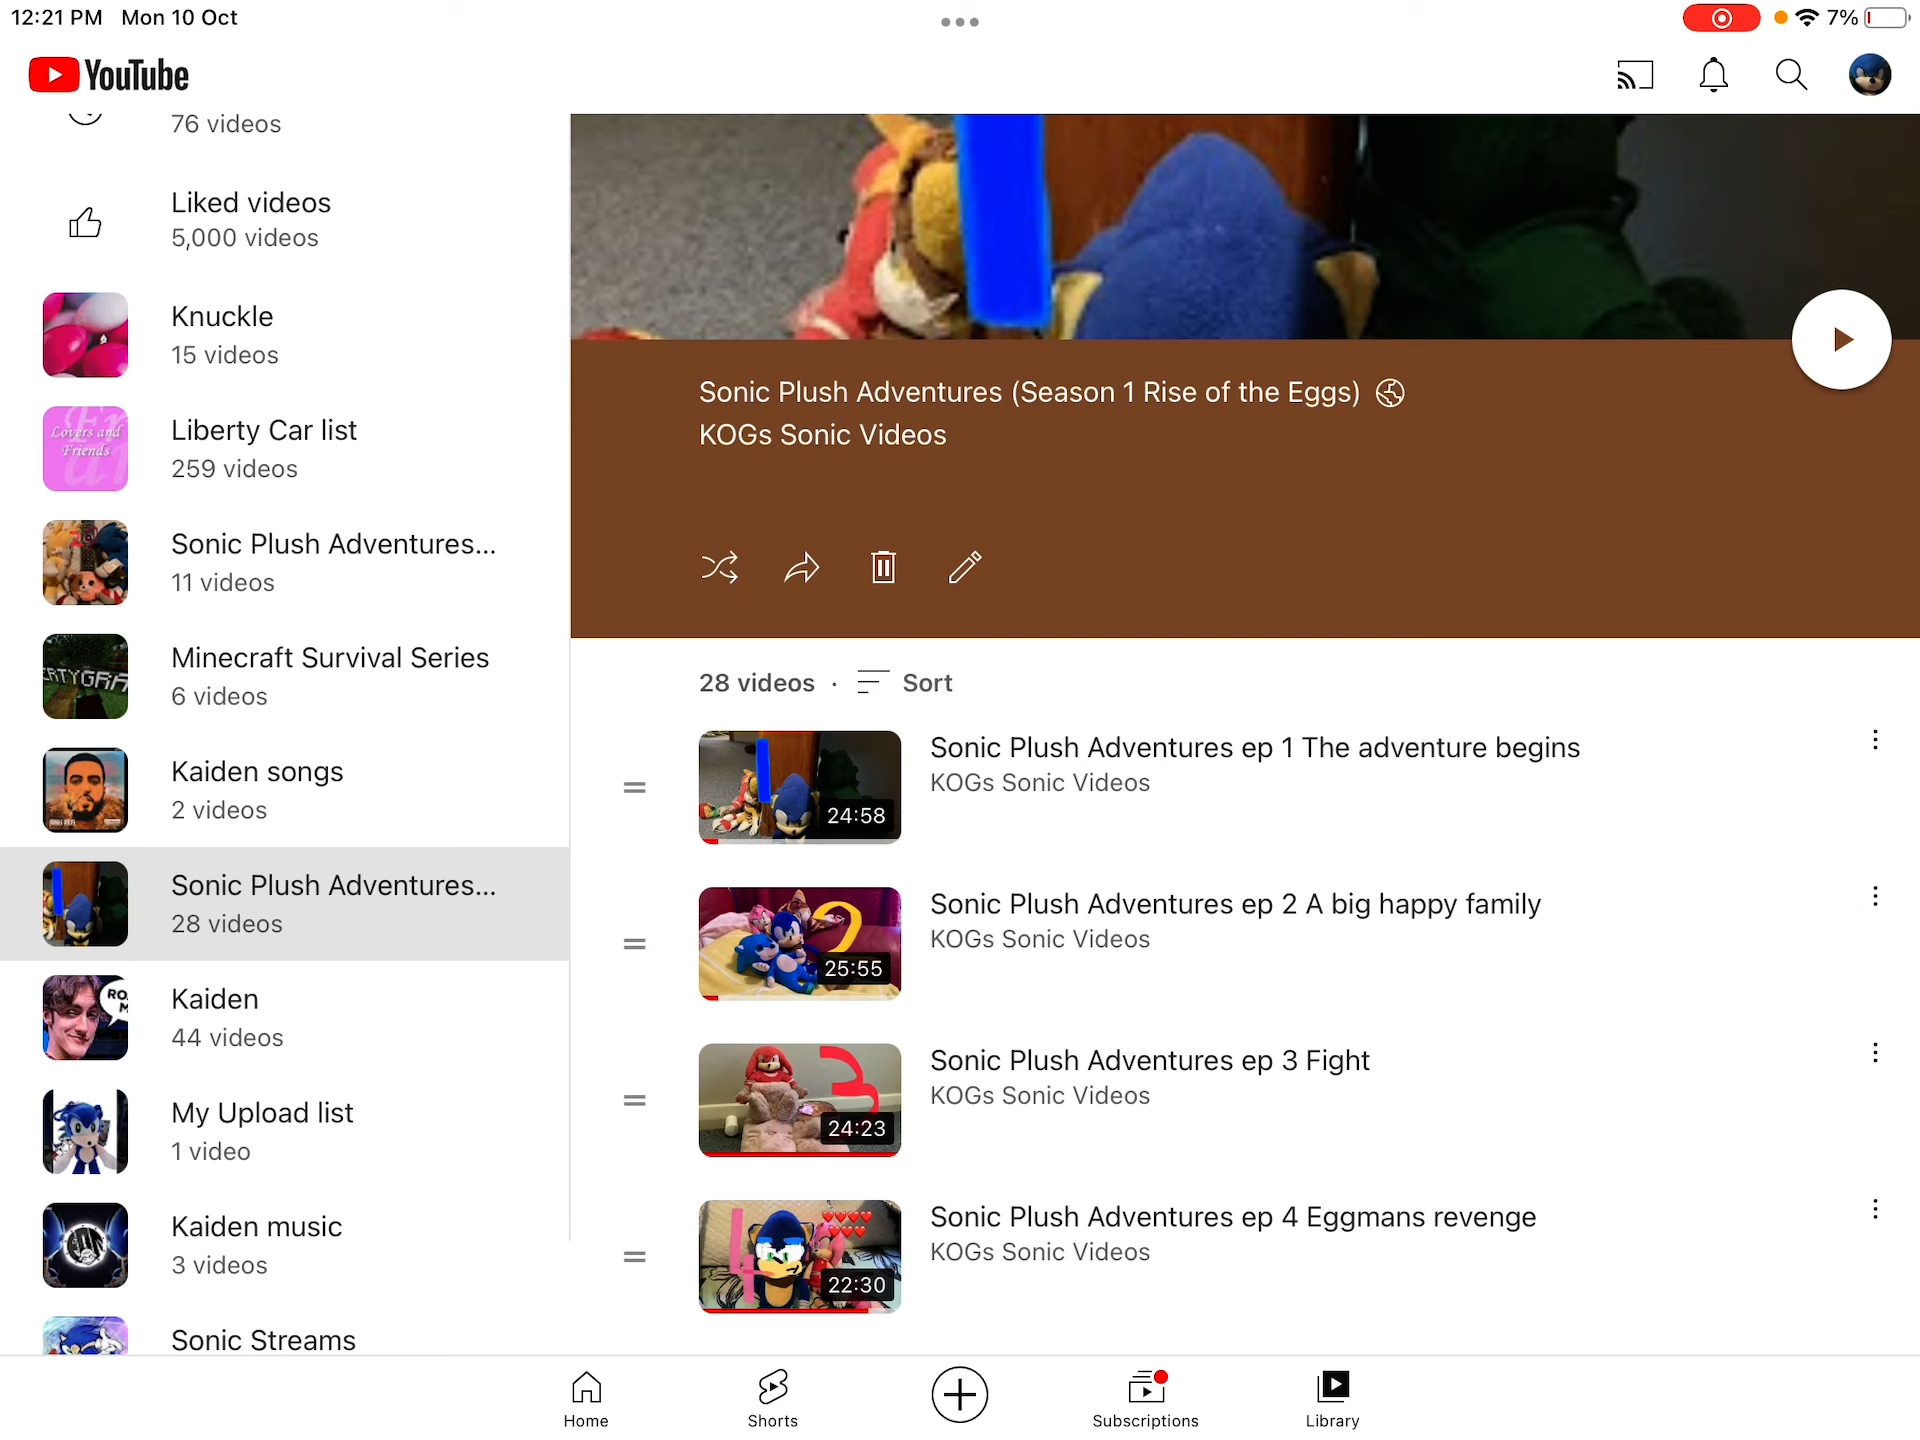 12:21 PM Mon 10 Oct
7%
YouTube
76 videos
Liked videos
5,000 videos
Knuckle
15 videos
Lovers and
Friends
Liberty Car list
259 videos
Sonic Plush Adventures...
11 videos
Minecraft Survival Series
6 videos
Kaiden songs
2 videos
Sonic Plush Adventures...
28 videos
Kaiden
44 videos
My Upload list
1 video
Kaiden music
3 videos
Sonic Streams
Sonic Plush Adventures (Season 1 Rise of the Eggs)
KOGs Sonic Videos
28 videos · Sort
Sonic Plush Adventures ep 1 The adventure begins
KOGs Sonic Videos
24:58
Sonic Plush Adventures ep 2 A big happy family
KOGs Sonic Videos
2
25:55
Sonic Plush Adventures ep 3 Fight
KOGs Sonic Videos
3
24:23
Sonic Plush Adventures ep 4 Eggmans revenge
KOGs Sonic Videos
4
22:30
Home
Shorts
Subscriptions
Library